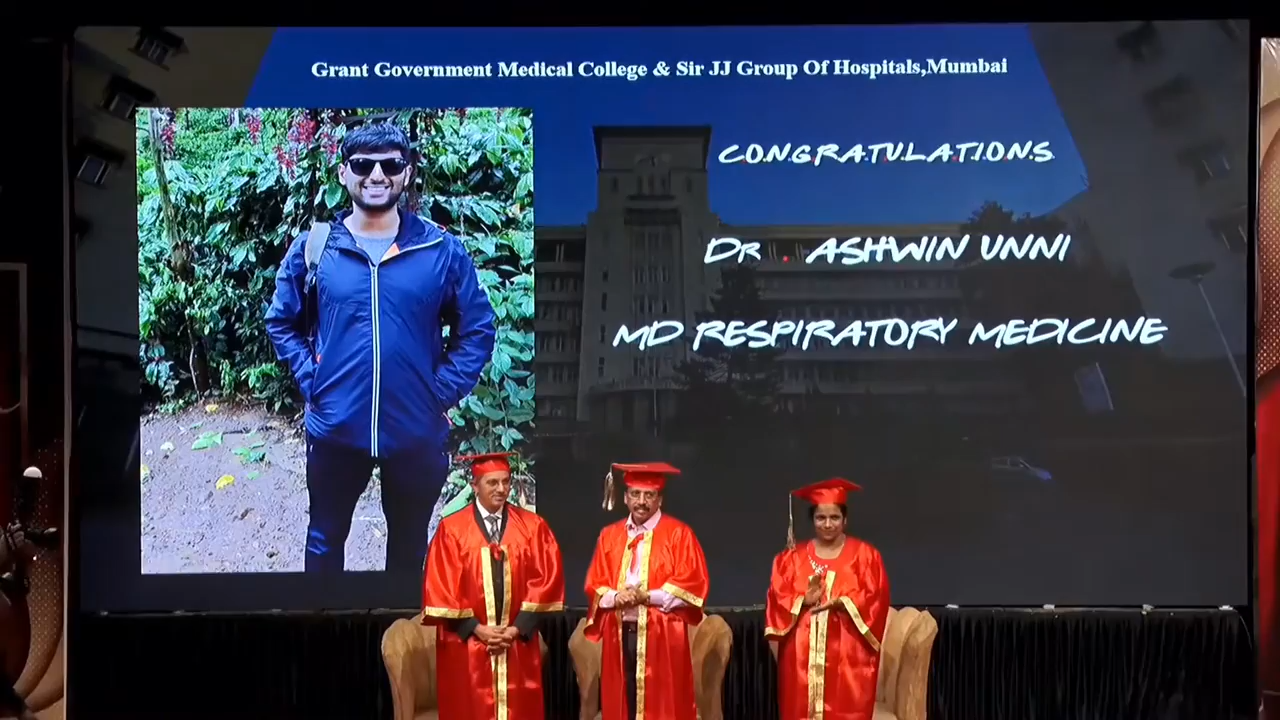 Grant Government Medical College & Sir JJ Group Of Hospitals,Mumbai
CONGRATULATIONS
DR . ASHWIN UNNI
MD RESPIRATORY MEDICINE